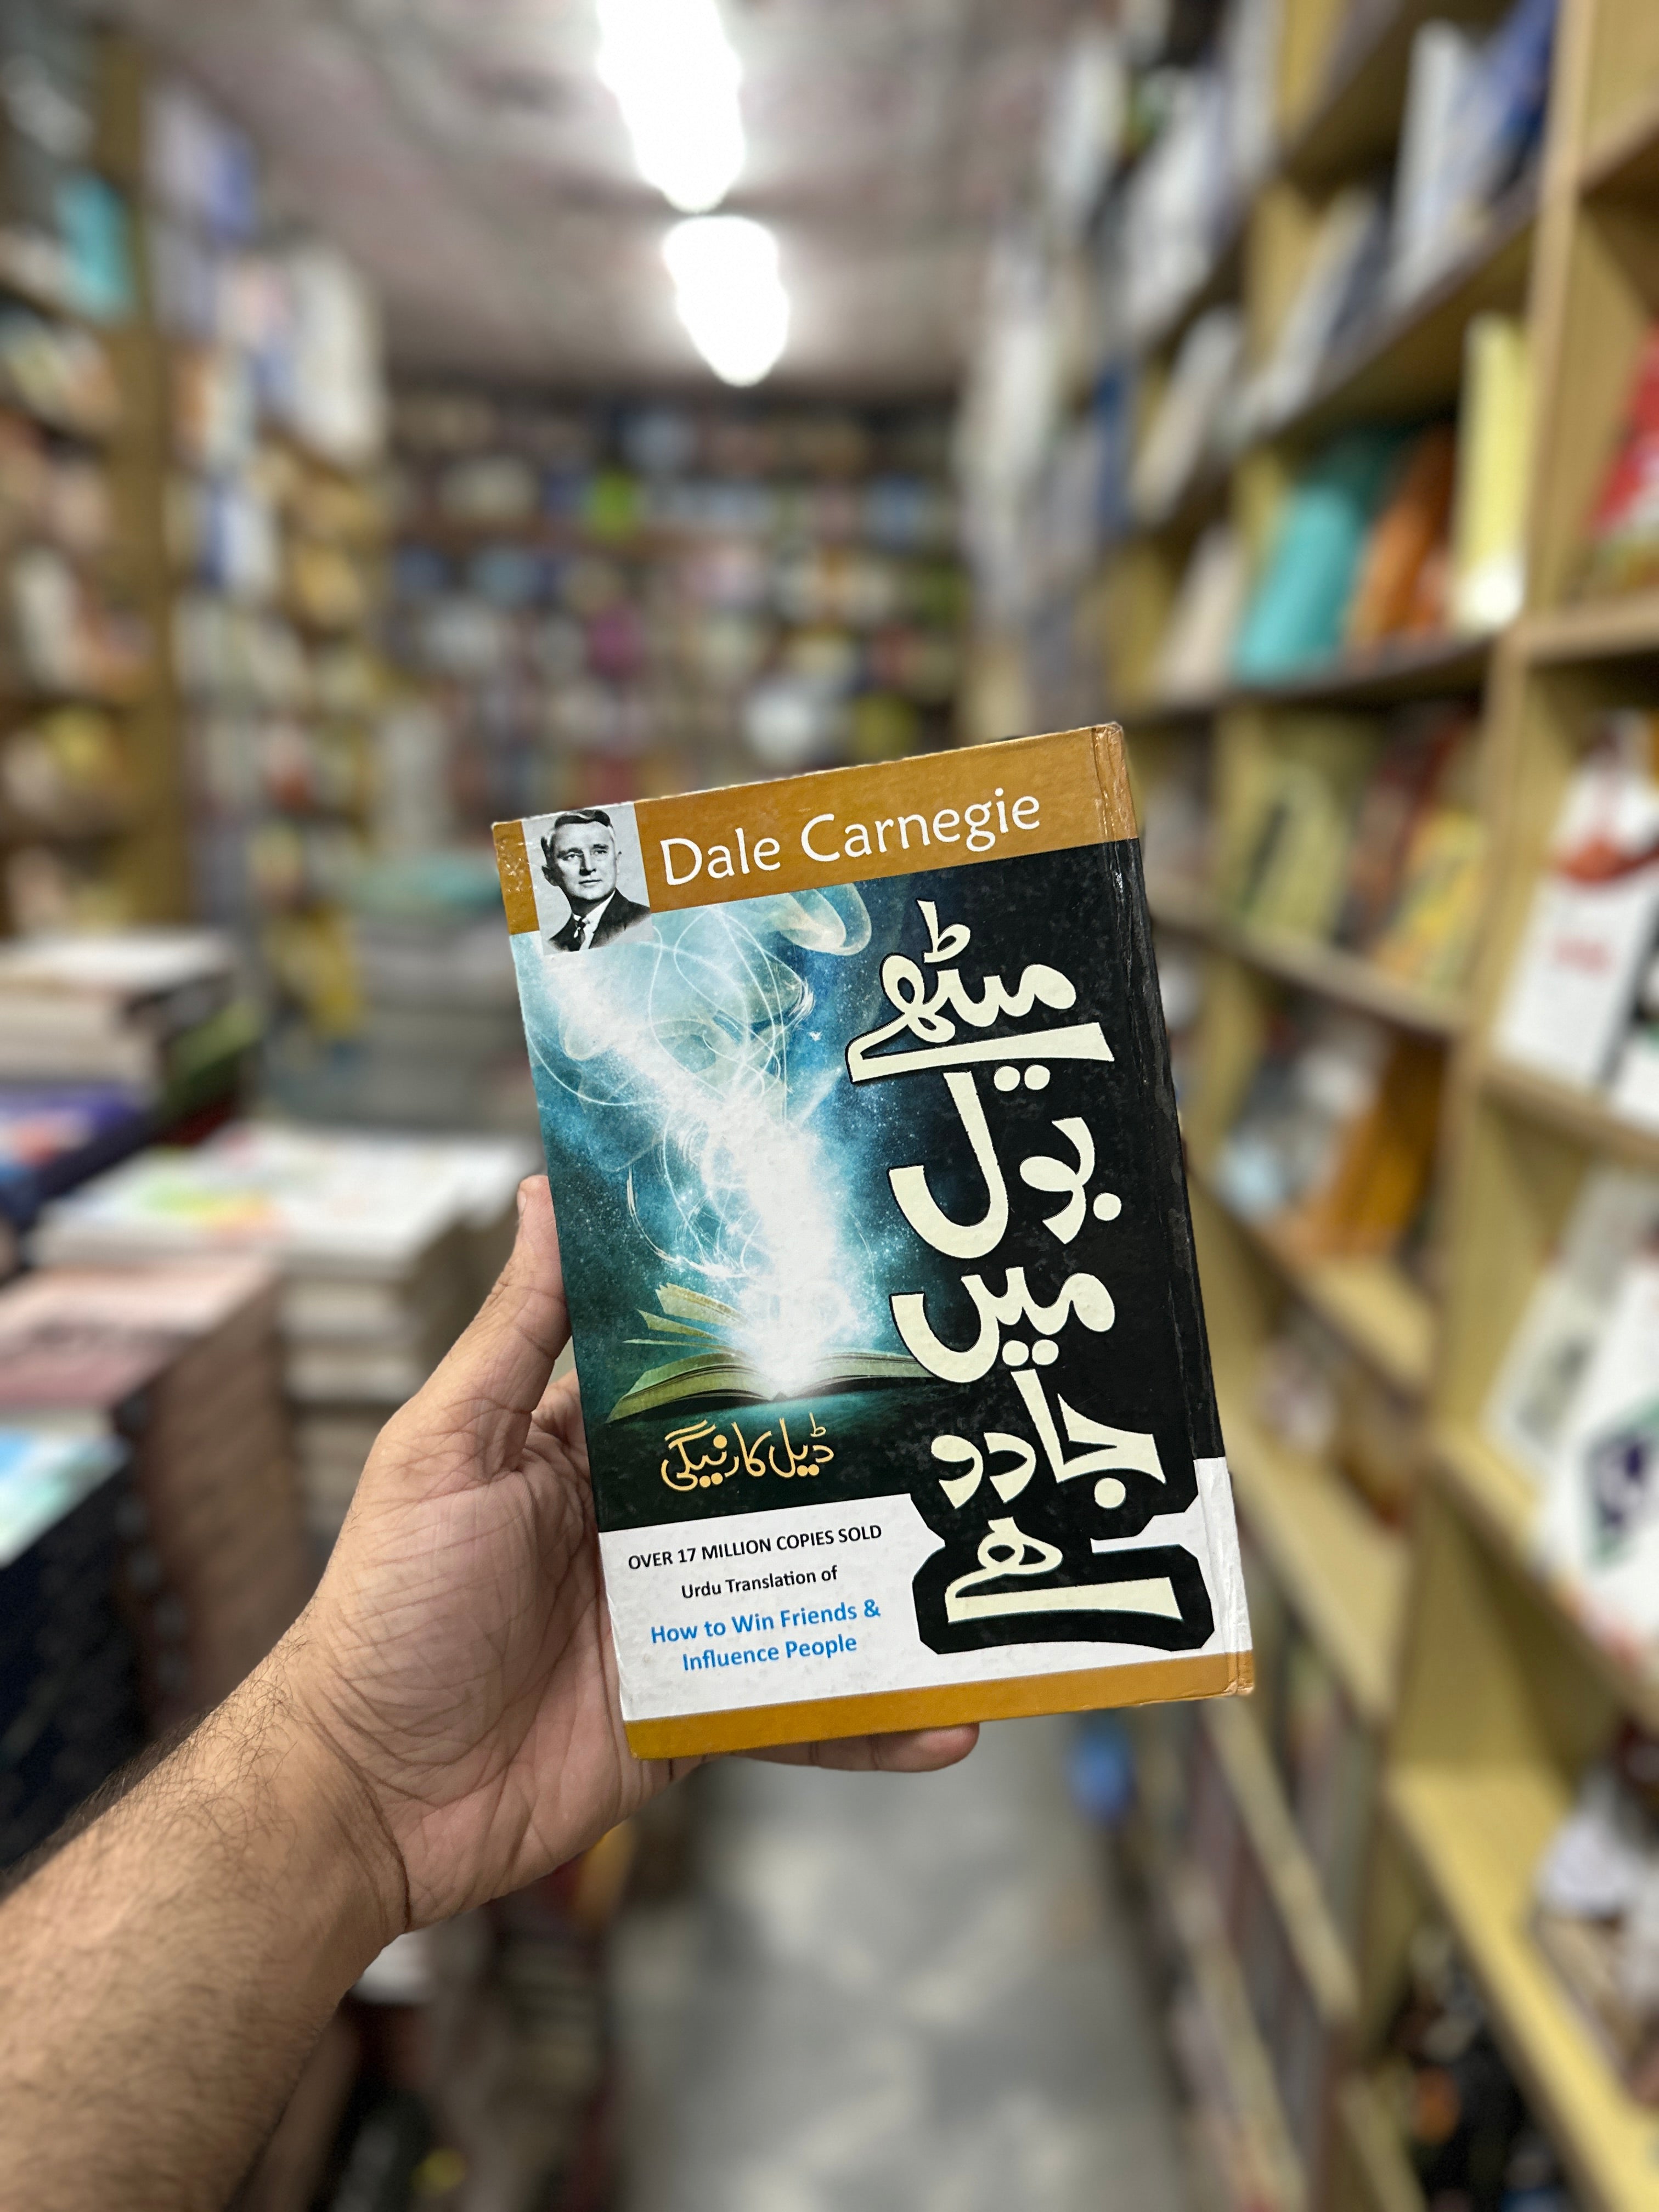 Dale Carnegie
میٹھے
بول
میں
جادو
ہے
ڈیل کارنیگی
OVER 17 MILLION COPIES SOLD
Urdu Translation of
How to Win Friends &
Influence People